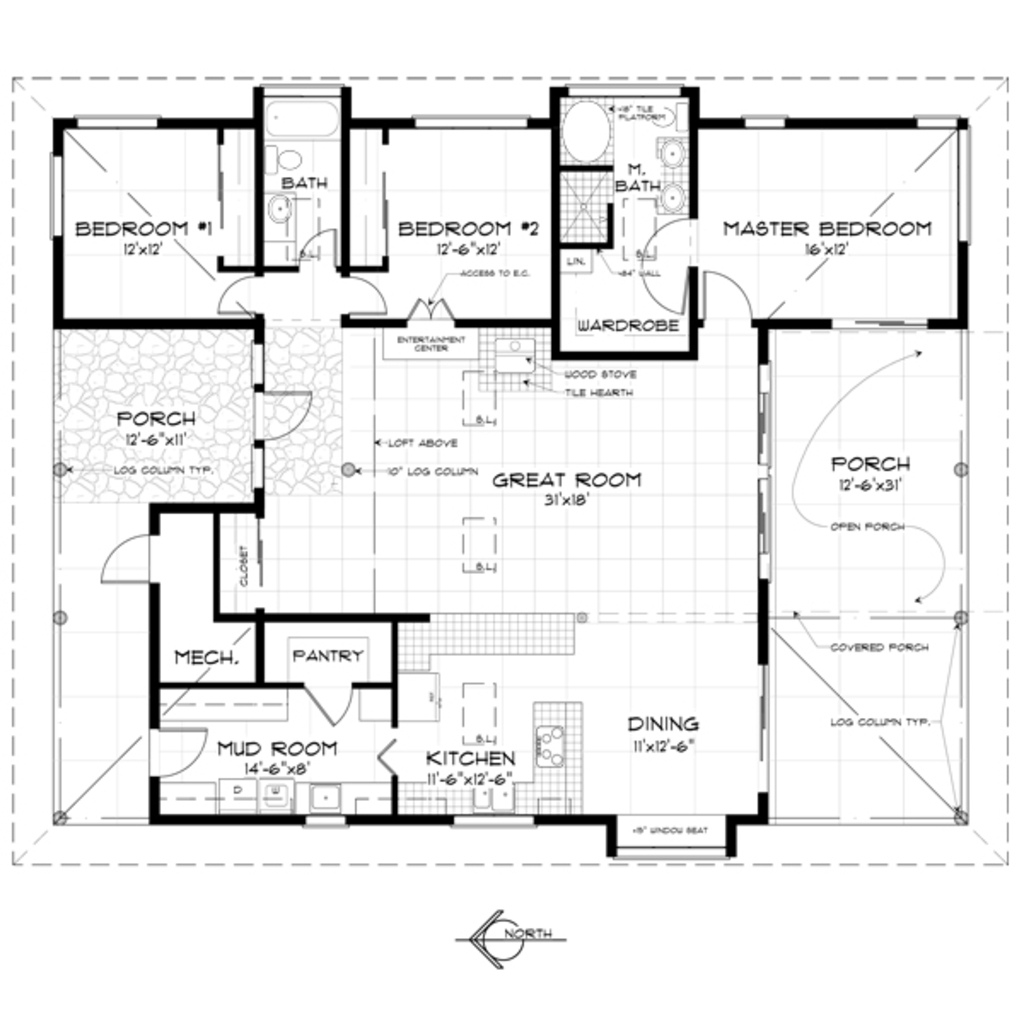 +18" TILE
PLATFORM
BATH
M.
BATH
BEDROOM #1
12'x12'
BEDROOM #2
12'-6"x12'
MASTER BEDROOM
16'x12'
S.L.
S.L.
LIN.
+84" WALL
ACCESS TO E.C.
WARDROBE
ENTERTAINMENT
CENTER
WOOD STOVE
TILE HEARTH
PORCH
12'-6"x11'
S.L.
LOFT ABOVE
LOG COLUMN TYP.
10" LOG COLUMN
GREAT ROOM
31'x18'
PORCH
12'-6"x31'
OPEN PORCH
CLOSET
S.L.
MECH.
PANTRY
COVERED PORCH
REF.
DINING
11'x12'-6"
LOG COLUMN TYP.
MUD ROOM
14'-6"x8'
S.L.
KITCHEN
11'-6"x12'-6"
D
W
+18" WINDOW SEAT
NORTH